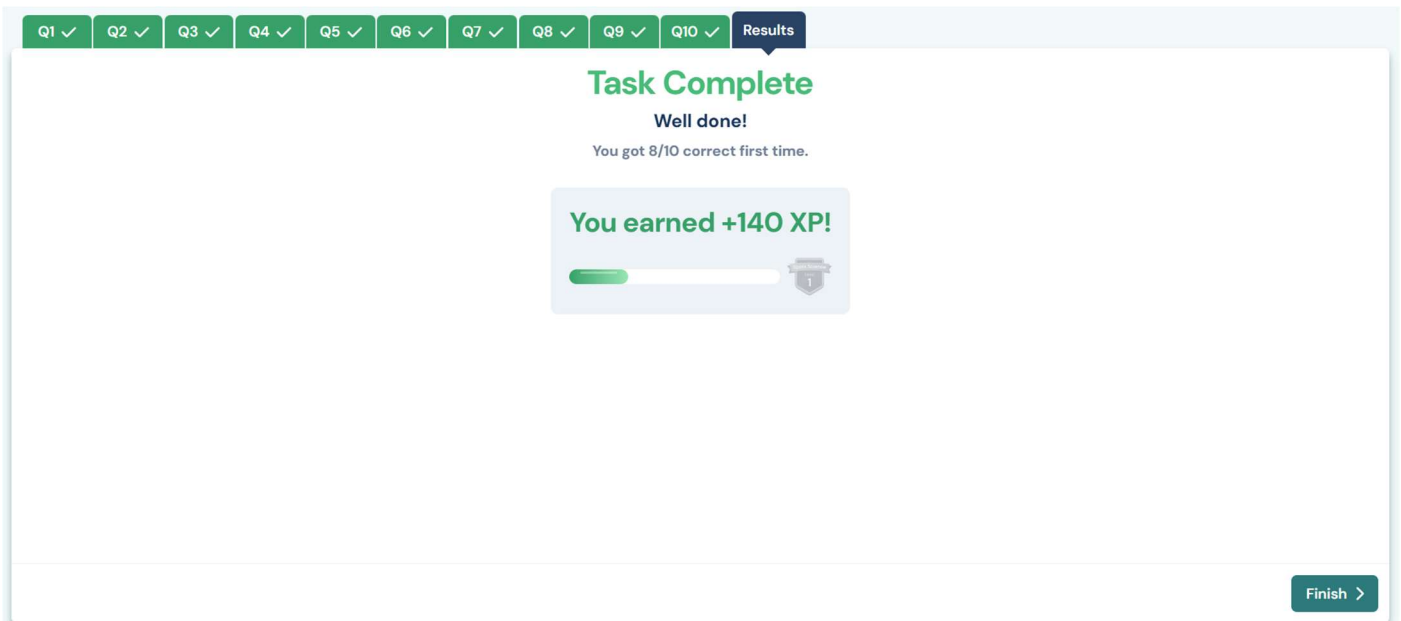 Q1 Q2 Q3 Q4 Q5 Q6 Q7 Q8 Q9 Q10 Results
Task Complete
Well done!
You got 8/10 correct first time.
You earned +140 XP!
1
Finish